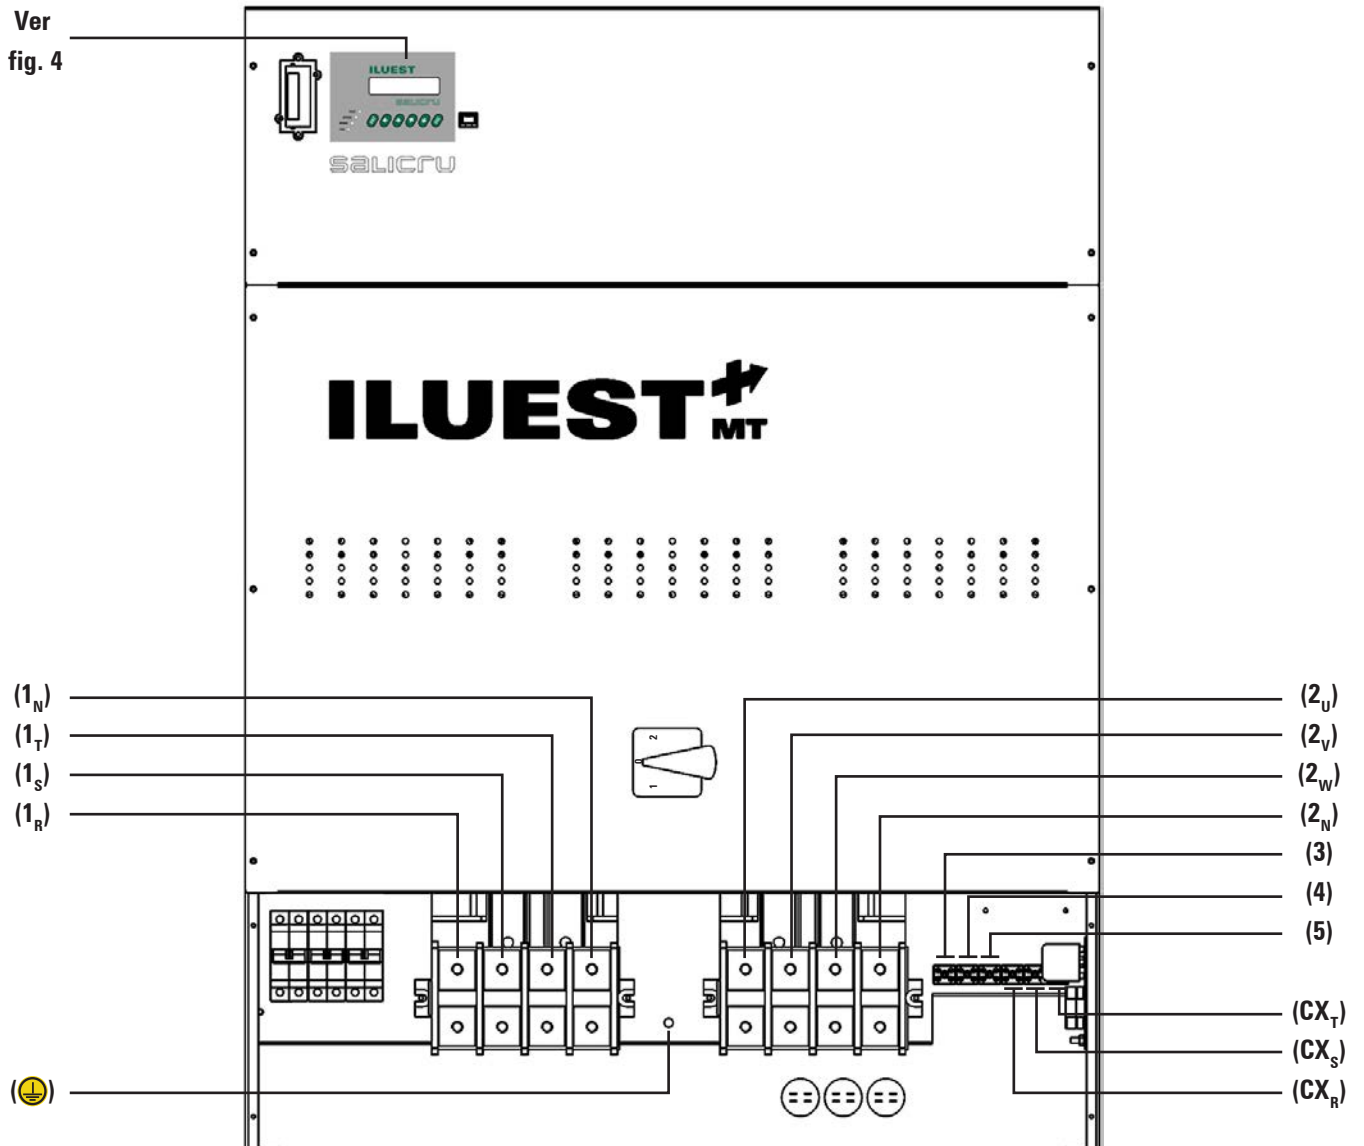 Ver
fig. 4
ILUEST
SALICRU
SALICRU
ILUEST+
MT
(1N)
(1T)
(1S)
(1R)
2
1
(2U)
(2V)
(2W)
(2N)
(3)
(4)
(5)
(CXT)
(CXS)
(CXR)